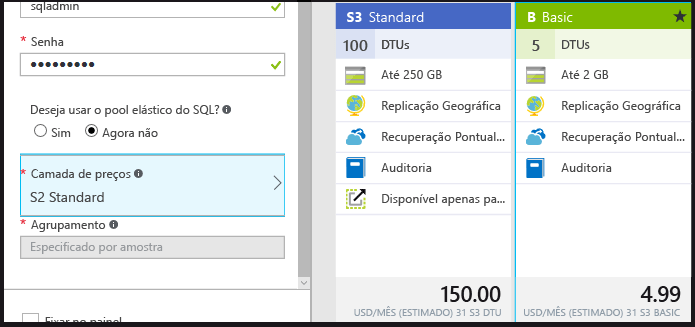 sqladmin
* Senha
•••••••••
Deseja usar o pool elástico do SQL?
Sim
Agora não
* Camada de preços
S2 Standard
* Agrupamento
Especificado por amostra
Fixar no painel
S3 Standard
100 DTUs
Até 250 GB
Replicação Geográfica
Recuperação Pontual...
Auditoria
Disponível apenas pa...
150.00
USD/MÊS (ESTIMADO) 31 S3 DTU
B Basic
5 DTUs
Até 2 GB
Replicação Geográfica
Recuperação Pontual...
Auditoria
4.99
USD/MÊS (ESTIMADO) 31 S3 BASIC